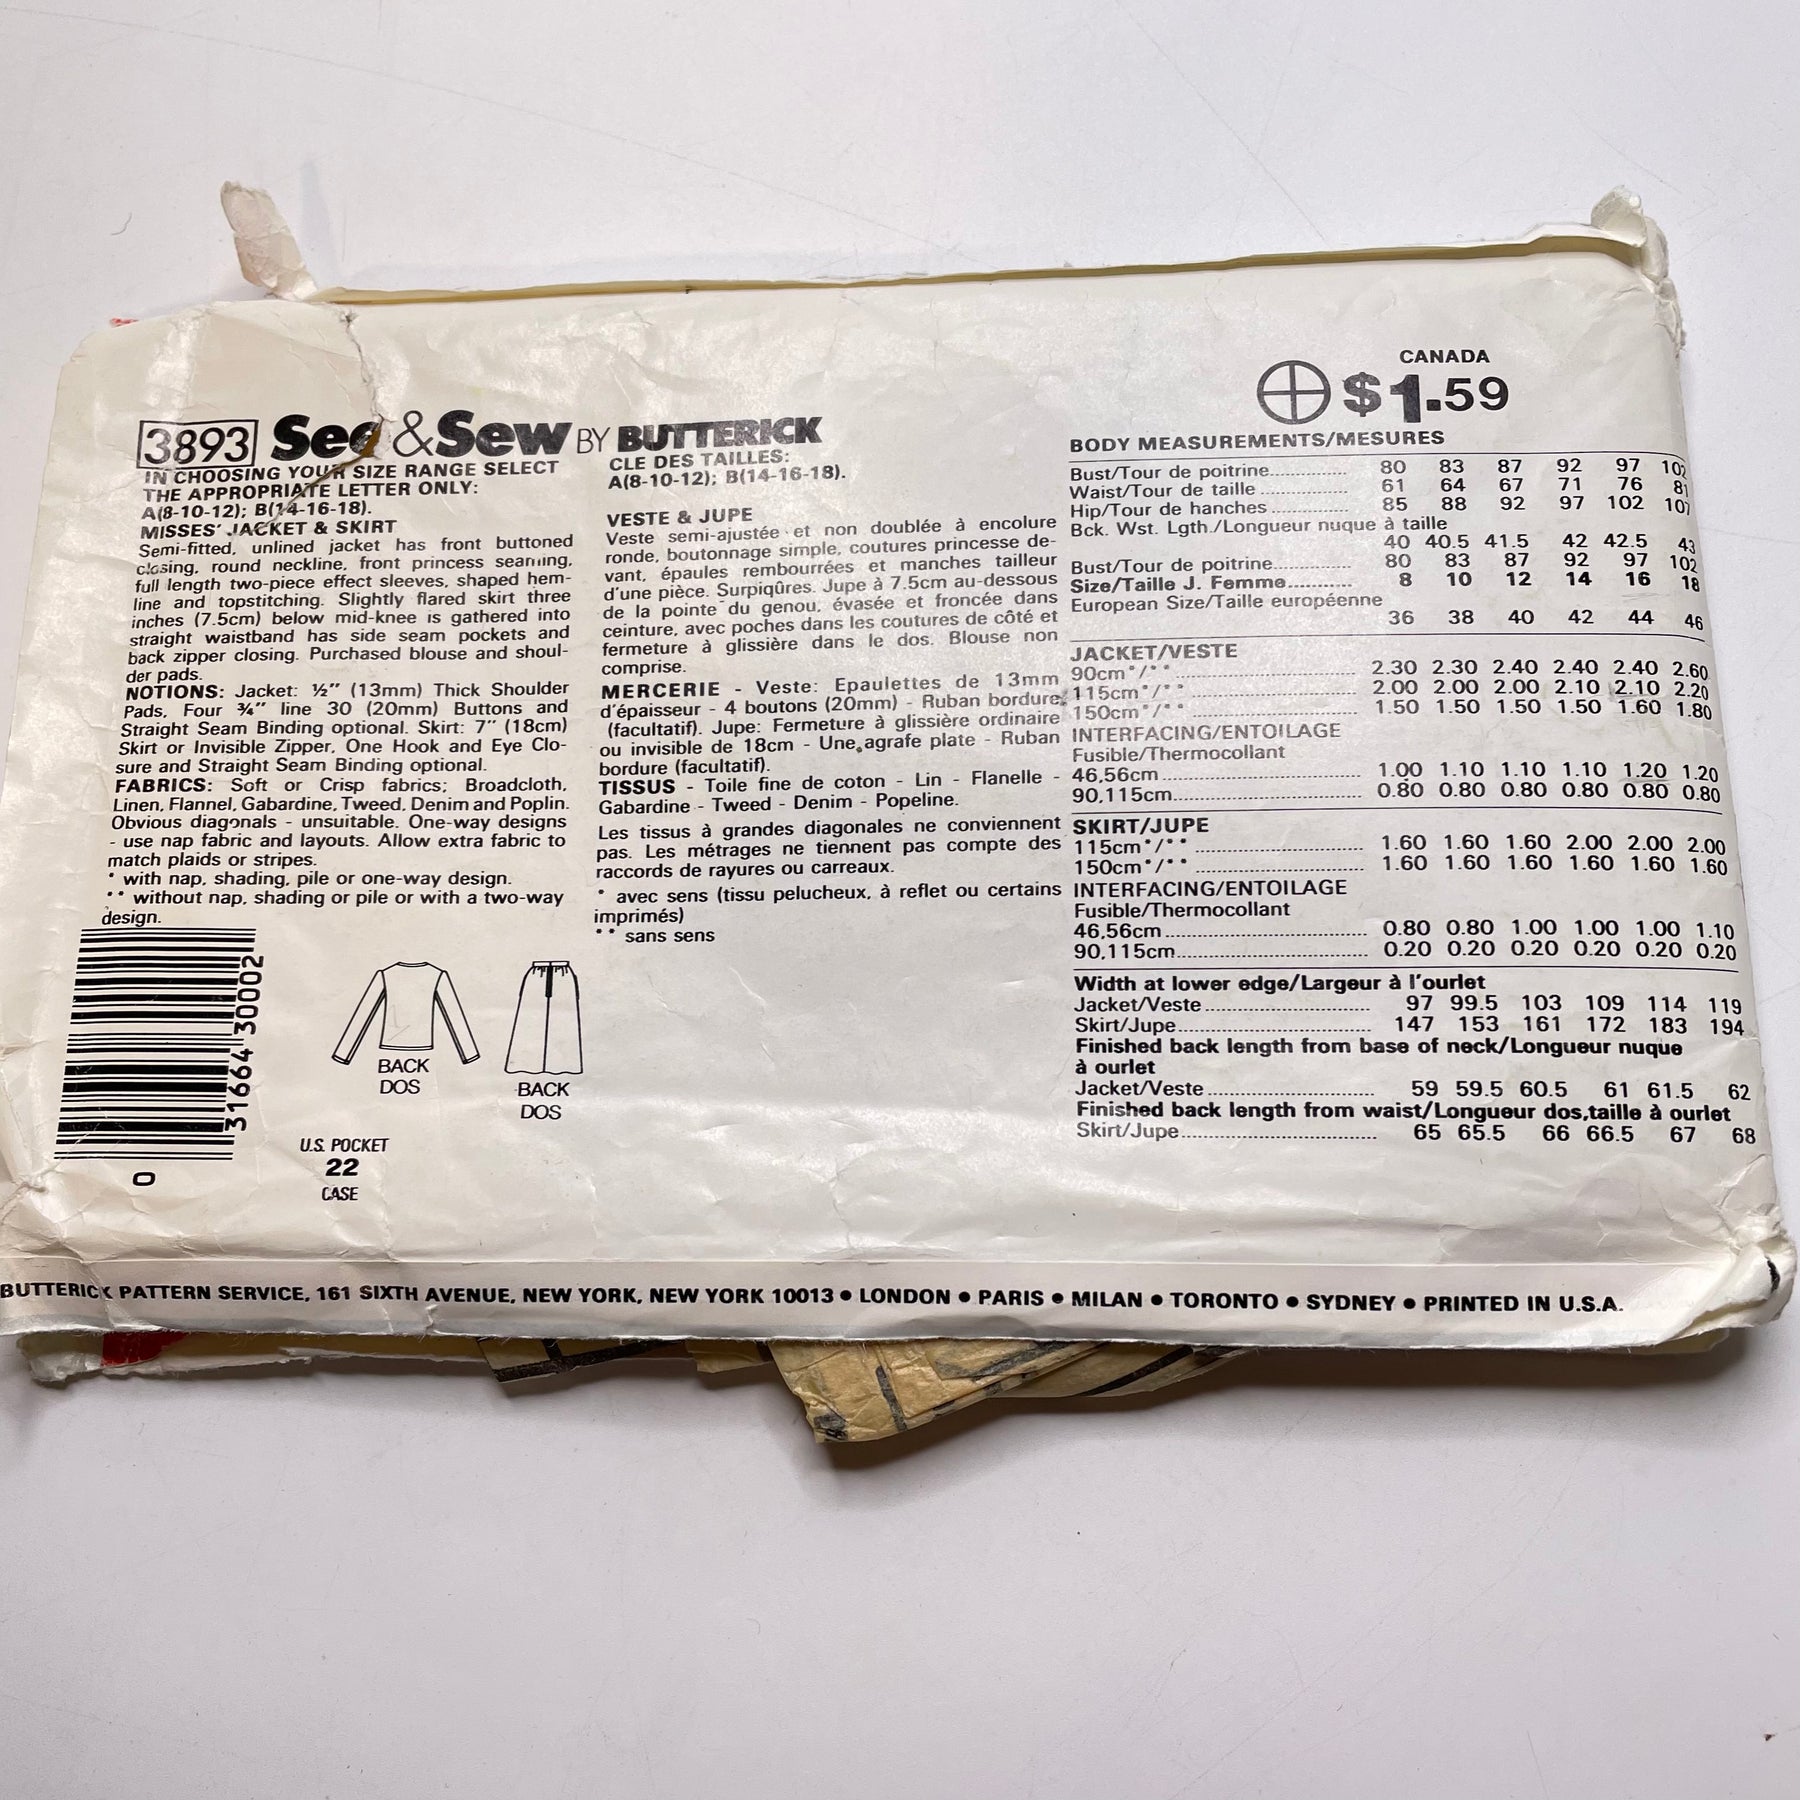 3893 See &Sew BY BUTTERICK
IN CHOOSING YOUR SIZE RANGE SELECT
THE APPROPRIATE LETTER ONLY:
A(8-10-12); B(14-16-18).
MISSES' JACKET & SKIRT
Semi-fitted, unlined jacket has front buttoned
closing, round neckline, front princess seaming,
full length two-piece effect sleeves, shaped hem-
line and topstitching. Slightly flared skirt three
inches (7.5cm) below mid-knee is gathered into
straight waistband has side seam pockets and
back zipper closing. Purchased blouse and shoul-
der pads.
NOTIONS: Jacket: ½" (13mm) Thick Shoulder
Pads, Four ¾" line 30 (20mm) Buttons and
Straight Seam Binding optional. Skirt: 7" (18cm)
Skirt or Invisible Zipper, One Hook and Eye Clo-
sure and Straight Seam Binding optional.
FABRICS: Soft or Crisp fabrics; Broadcloth,
Linen, Flannel, Gabardine, Tweed, Denim and Poplin.
Obvious diagonals - unsuitable. One-way designs
- use nap fabric and layouts. Allow extra fabric to
match plaids or stripes.
* with nap, shading, pile or one-way design.
** without nap, shading or pile or with a two-way
design.
31664 30002
0
BACK
DOS
BACK
DOS
U.S. POCKET
22
CASE
CLE DES TAILLES:
A(8-10-12); B(14-16-18).
VESTE & JUPE
Veste semi-ajustée et non doublée à encolure
ronde, boutonnage simple, coutures princesse de-
vant, épaules rembourrées et manches tailleur
d'une pièce. Surpiqûres. Jupe à 7.5cm au-dessous
de la pointe du genou, évasée et froncée dans
ceinture, avec poches dans les coutures de côté et
fermeture à glissière dans le dos. Blouse non
comprise.
MERCERIE - Veste: Epaulettes de 13mm
d'épaisseur - 4 boutons (20mm) - Ruban bordure
(facultatif). Jupe: Fermeture à glissière ordinaire
ou invisible de 18cm - Une agrafe plate - Ruban
bordure (facultatif).
TISSUS - Toile fine de coton - Lin - Flanelle -
Gabardine - Tweed - Denim - Popeline.
Les tissus à grandes diagonales ne conviennent
pas. Les métrages ne tiennent pas compte des
raccords de rayures ou carreaux.
* avec sens (tissu pelucheux, à reflet ou certains
imprimés)
** sans sens
CANADA
$1.59
BODY MEASUREMENTS/MESURES
Bust/Tour de poitrine.............. 80 83 87 92 97 102
Waist/Tour de taille .............. 61 64 67 71 76 81
Hip/Tour de hanches .............. 85 88 92 97 102 107
Bck. Wst. Lgth./Longueur nuque à taille
40 40.5 41.5 42 42.5 43
Bust/Tour de poitrine.............. 80 83 87 92 97 102
Size/Taille J. Femme............ 8 10 12 14 16 18
European Size/Taille européenne
36 38 40 42 44 46
JACKET/VESTE
90cm*/** .............. 2.30 2.30 2.40 2.40 2.40 2.60
115cm*/** .............. 2.00 2.00 2.00 2.10 2.10 2.20
150cm*/** .............. 1.50 1.50 1.50 1.50 1.60 1.80
INTERFACING/ENTOILAGE
Fusible/Thermocollant
46,56cm .............. 1.00 1.10 1.10 1.10 1.20 1.20
90,115cm.............. 0.80 0.80 0.80 0.80 0.80 0.80
SKIRT/JUPE
115cm*/** .............. 1.60 1.60 1.60 2.00 2.00 2.00
150cm*/** .............. 1.60 1.60 1.60 1.60 1.60 1.60
INTERFACING/ENTOILAGE
Fusible/Thermocollant
46,56cm .............. 0.80 0.80 1.00 1.00 1.00 1.10
90,115cm.............. 0.20 0.20 0.20 0.20 0.20 0.20
Width at lower edge/Largeur à l'ourlet
Jacket/Veste .............. 97 99.5 103 109 114 119
Skirt/Jupe.............. 147 153 161 172 183 194
Finished back length from base of neck/Longueur nuque
à ourlet
Jacket/Veste .............. 59 59.5 60.5 61 61.5 62
Finished back length from waist/Longueur dos,taille à ourlet
Skirt/Jupe.............. 65 65.5 66 66.5 67 68
BUTTERICK PATTERN SERVICE, 161 SIXTH AVENUE, NEW YORK, NEW YORK 10013 • LONDON • PARIS • MILAN • TORONTO • SYDNEY • PRINTED IN U.S.A.